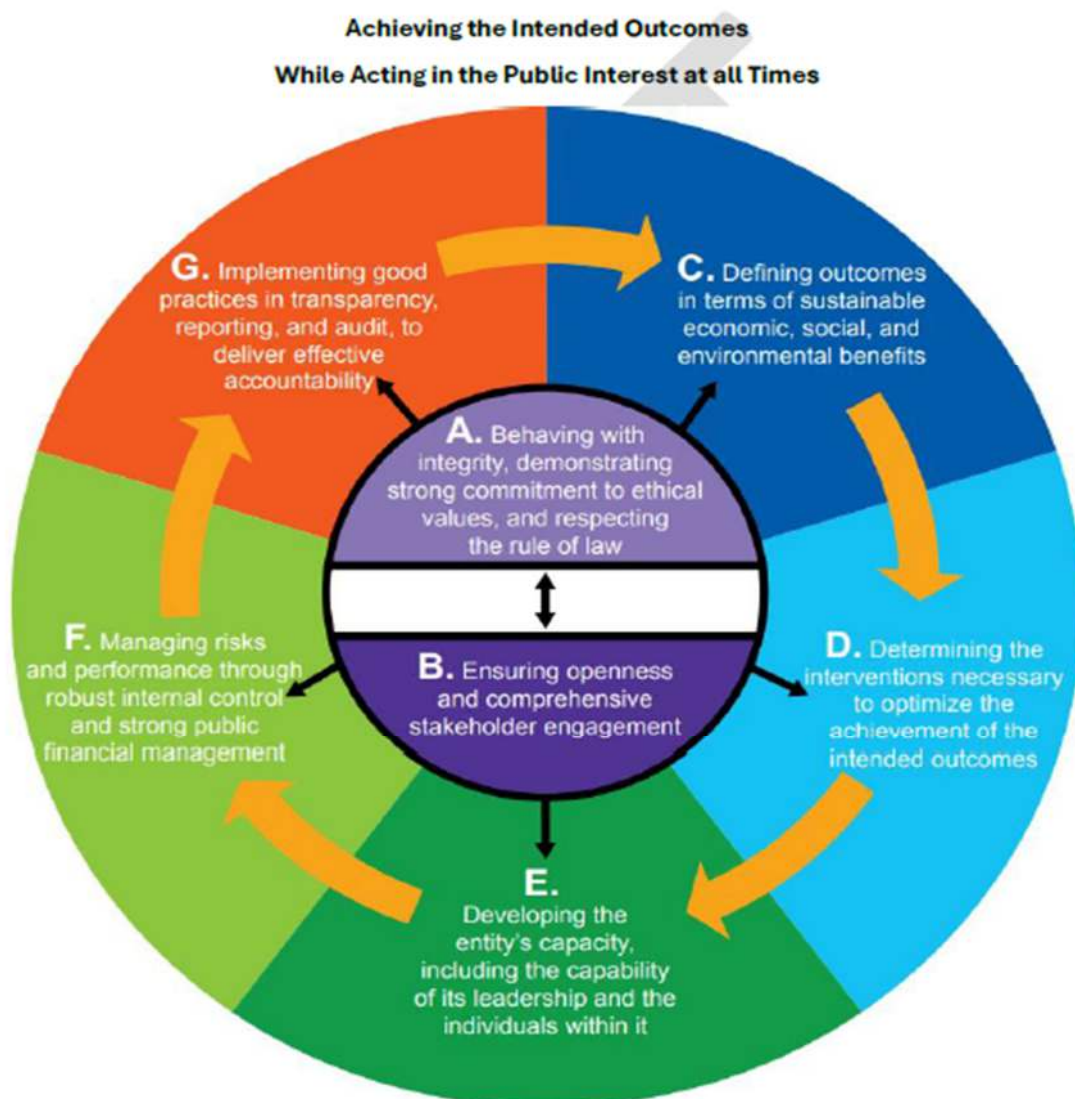 Achieving the Intended Outcomes
While Acting in the Public Interest at all Times
G. Implementing good
practices in transparency,
reporting, and audit, to
deliver effective
accountability
C. Defining outcomes
in terms of sustainable
economic, social, and
environmental benefits
A. Behaving with
integrity, demonstrating
strong commitment to ethical
values, and respecting
the rule of law
B. Ensuring openness
and comprehensive
stakeholder engagement
F. Managing risks
and performance through
robust internal control
and strong public
financial management
D. Determining the
interventions necessary
to optimize the
achievement of the
intended outcomes
E.
Developing the
entity's capacity,
including the capability
of its leadership and the
individuals within it